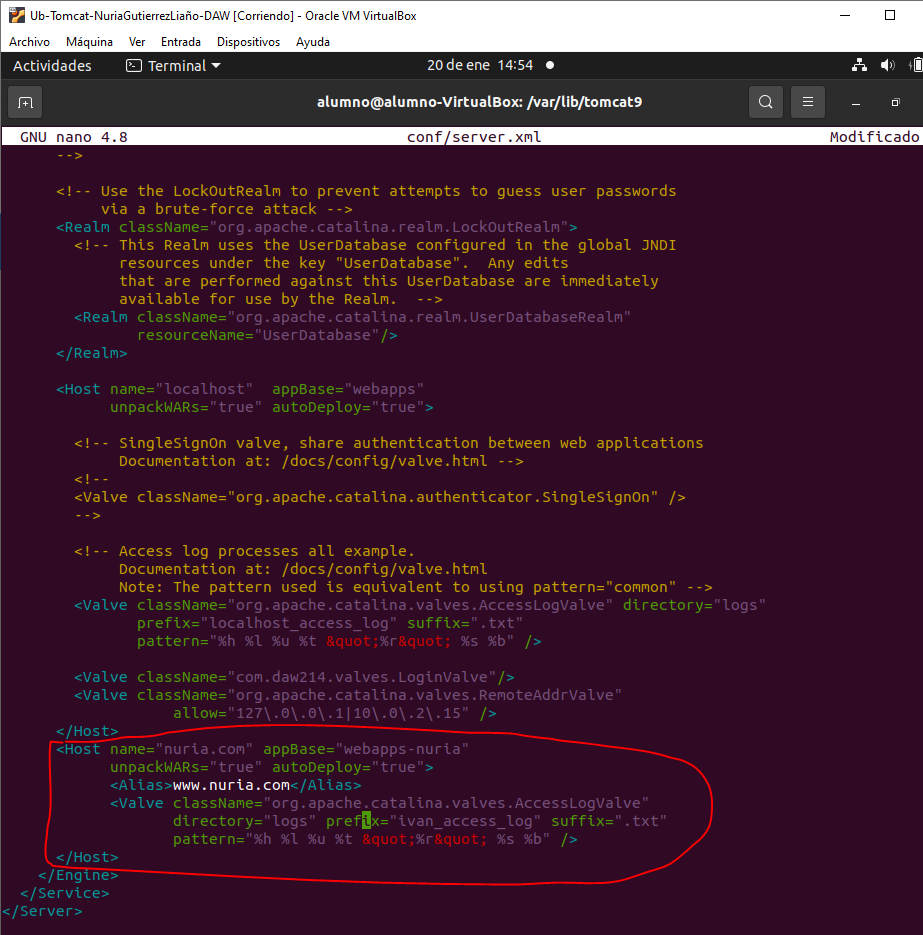 Ub-Tomcat-NuriaGutierrezLiaño-DAW [Corriendo] - Oracle VM VirtualBox
Archivo Máquina Ver Entrada Dispositivos Ayuda
Actividades Terminal 20 de ene 14:54
alumno@alumno-VirtualBox: /var/lib/tomcat9
GNU nano 4.8 conf/server.xml Modificado
-->
<!-- Use the LockOutRealm to prevent attempts to guess user passwords
via a brute-force attack -->
<Realm className="org.apache.catalina.realm.LockOutRealm">
<!-- This Realm uses the UserDatabase configured in the global JNDI
resources under the key "UserDatabase". Any edits
that are performed against this UserDatabase are immediately
available for use by the Realm. -->
<Realm className="org.apache.catalina.realm.UserDatabaseRealm"
resourceName="UserDatabase"/>
</Realm>
<Host name="localhost" appBase="webapps"
unpackWARs="true" autoDeploy="true">
<!-- SingleSignOn valve, share authentication between web applications
Documentation at: /docs/config/valve.html -->
<!--
<Valve className="org.apache.catalina.authenticator.SingleSignOn" />
-->
<!-- Access log processes all example.
Documentation at: /docs/config/valve.html
Note: The pattern used is equivalent to using pattern="common" -->
<Valve className="org.apache.catalina.valves.AccessLogValve" directory="logs"
prefix="localhost_access_log" suffix=".txt"
pattern="%h %l %u %t &quot;%r&quot; %s %b" />
<Valve className="com.daw214.valves.LoginValve"/>
<Valve className="org.apache.catalina.valves.RemoteAddrValve"
allow="127\.0\.0\.1|10\.0\.2\.15" />
</Host>
<Host name="nuria.com" appBase="webapps-nuria"
unpackWARs="true" autoDeploy="true">
<Alias>www.nuria.com</Alias>
<Valve className="org.apache.catalina.valves.AccessLogValve"
directory="logs" prefix="ivan_access_log" suffix=".txt"
pattern="%h %l %u %t &quot;%r&quot; %s %b" />
</Host>
</Engine>
</Service>
</Server>